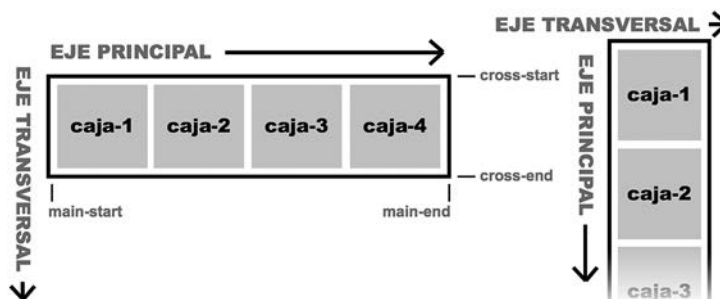 EJE PRINCIPAL
EJE TRANSVERSAL
caja-1 caja-2 caja-3 caja-4
cross-start
cross-end
main-start
main-end
EJE TRANSVERSAL
EJE PRINCIPAL
caja-1
caja-2
caja-3